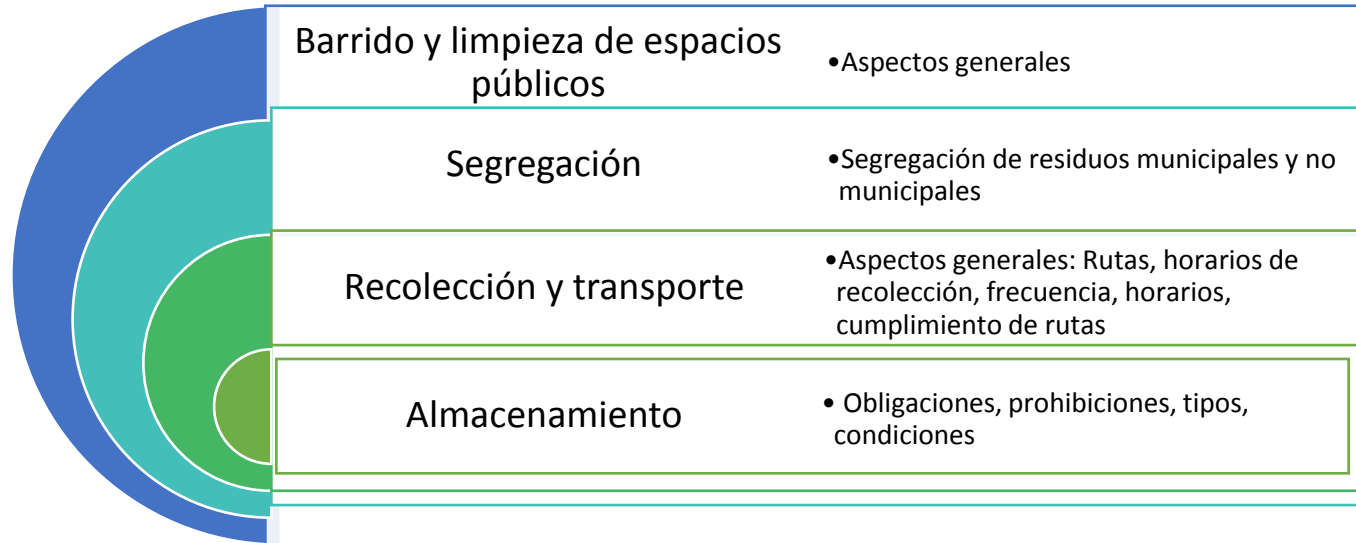 Barrido y limpieza de espacios
públicos
•Aspectos generales
Segregación
•Segregación de residuos municipales y no
municipales
Recolección y transporte
•Aspectos generales: Rutas, horarios de
recolección, frecuencia, horarios,
cumplimiento de rutas
Almacenamiento
• Obligaciones, prohibiciones, tipos,
condiciones